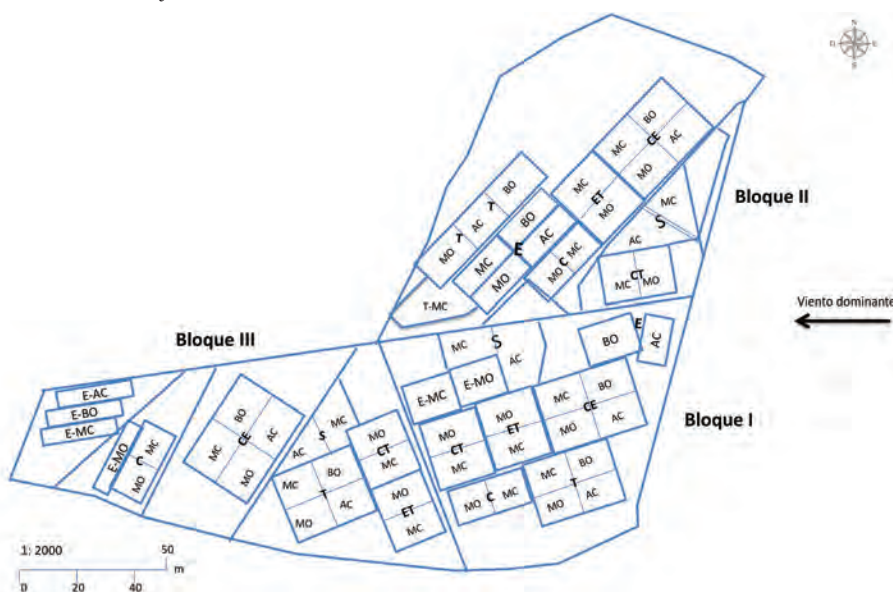 N
O E
S
BO
MC CE AC
MO
MC
ET
MO
BO
AC T
T
MO
BO
E AC
MC
MO
MC
C
MO
MC
S
AC
CT
MC MO
T-MC
Bloque II
Viento dominante
Bloque III
MC S
AC
E
BO AC
E-MC E-MO
Bloque I
MO
CT
MC
MO
ET
MC
BO
MC CE
MO AC
C
MO MC
MC BO
T
MO AC
E-AC
E-BO
E-MC
E-MO
MC
C
MO
BO
MC CE AC
MO
MC
S
AC
MC BO
T
MO AC
MO
CT
MC
MO
ET
MC
1: 2000 50
m
0 20 40